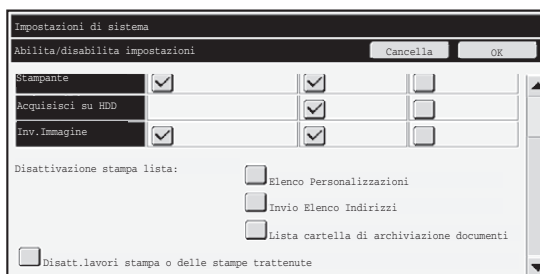 Impostazioni di sistema
Abilita/disabilita impostazioni Cancella OK
Stampante
Acquisisci su HDD
Inv.Immagine
Disattivazione stampa lista:
Elenco Personalizzazioni
Invio Elenco Indirizzi
Lista cartella di archiviazione documenti
Disatt.lavori stampa o delle stampe trattenute